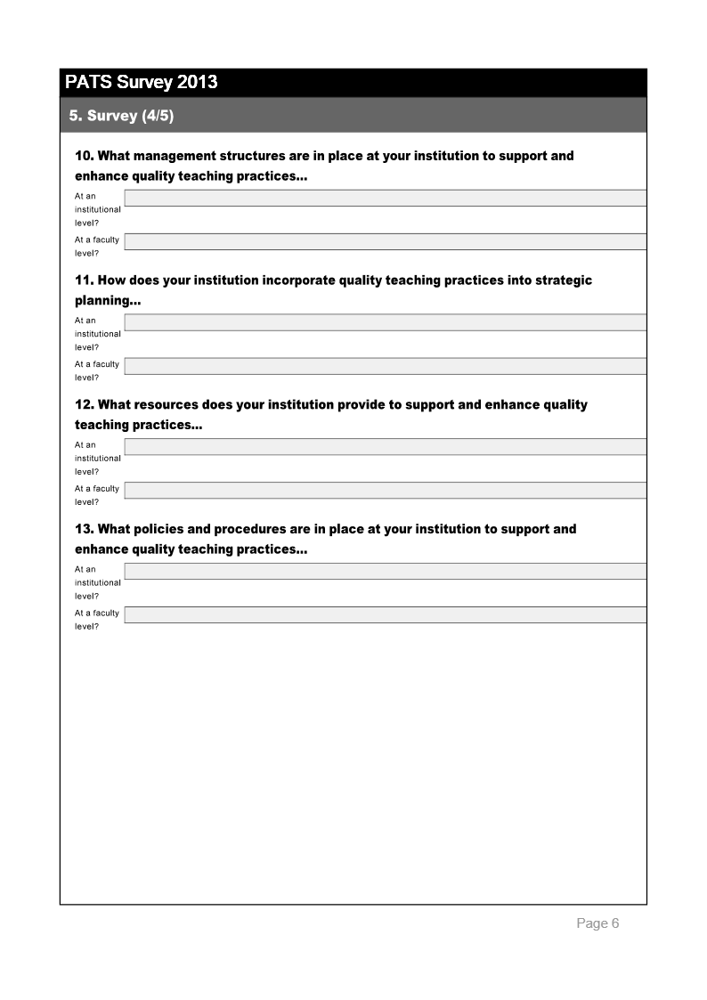 PATS Survey 2013
5. Survey (4/5)
10. What management structures are in place at your institution to support and
enhance quality teaching practices...
At an
institutional
level?
At a faculty
level?
11. How does your institution incorporate quality teaching practices into strategic
planning...
At an
institutional
level?
At a faculty
level?
12. What resources does your institution provide to support and enhance quality
teaching practices...
At an
institutional
level?
At a faculty
level?
13. What policies and procedures are in place at your institution to support and
enhance quality teaching practices...
At an
institutional
level?
At a faculty
level?
Page 6